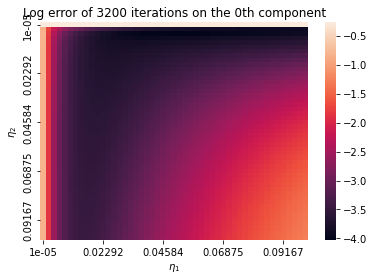 Log error of 3200 iterations on the 0th component
1e-05
0.02292
0.04584
0.06875
0.09167
η₂
1e-05 0.02292 0.04584 0.06875 0.09167
η₁
−0.5
−1.0
−1.5
−2.0
−2.5
−3.0
−3.5
−4.0